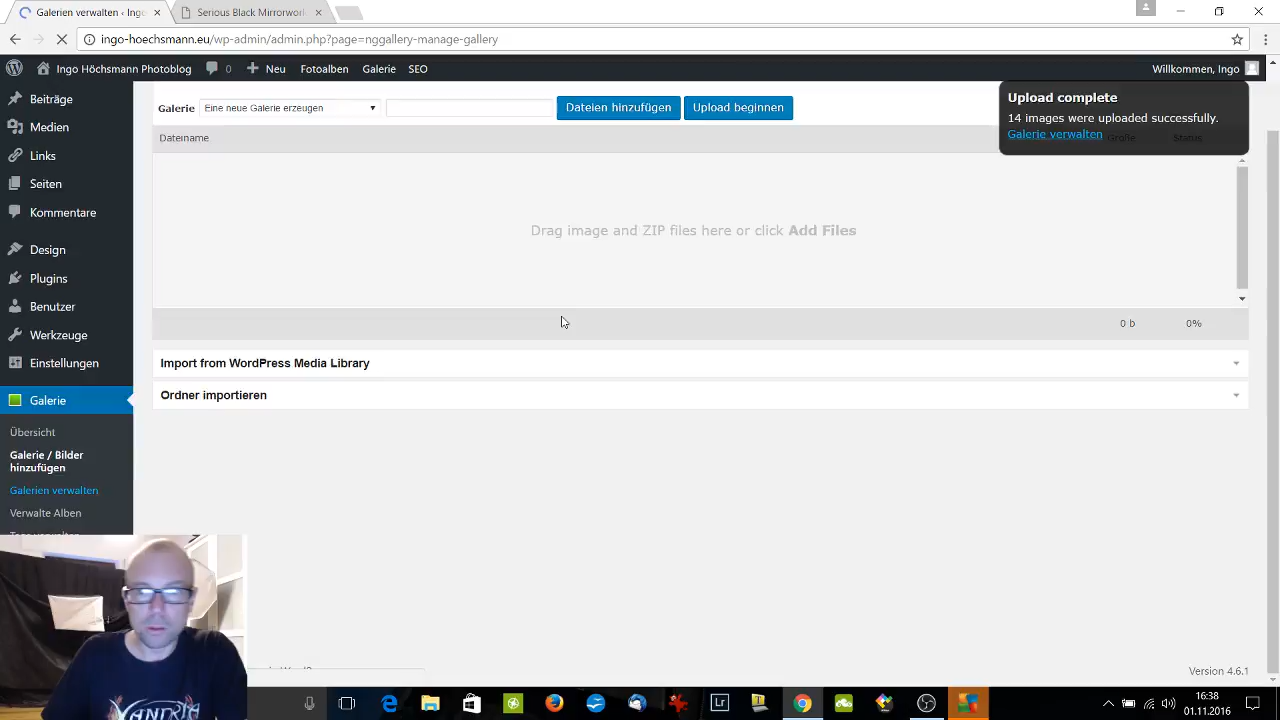 Galerien verwalten ‹ Ingo
Serious Black Mirrorwork
ingo-hoechsmann.eu/wp-admin/admin.php?page=nggallery-manage-gallery
Ingo Höchsmann Photoblog 0 Neu Fotoalben Galerie SEO Willkommen, Ingo
Beiträge
Medien
Links
Seiten
Kommentare
Design
Plugins
Benutzer
Werkzeuge
Einstellungen
Galerie
Übersicht
Galerie / Bilder
hinzufügen
Galerien verwalten
Verwalte Alben
Galerie Eine neue Galerie erzeugen Dateien hinzufügen Upload beginnen
Upload complete
14 images were uploaded successfully.
Galerie verwalten
Dateiname Größe Status
Drag image and ZIP files here or click Add Files
0 b 0%
Import from WordPress Media Library
Ordner importieren
Version 4.6.1
Lr
16:38
01.11.2016